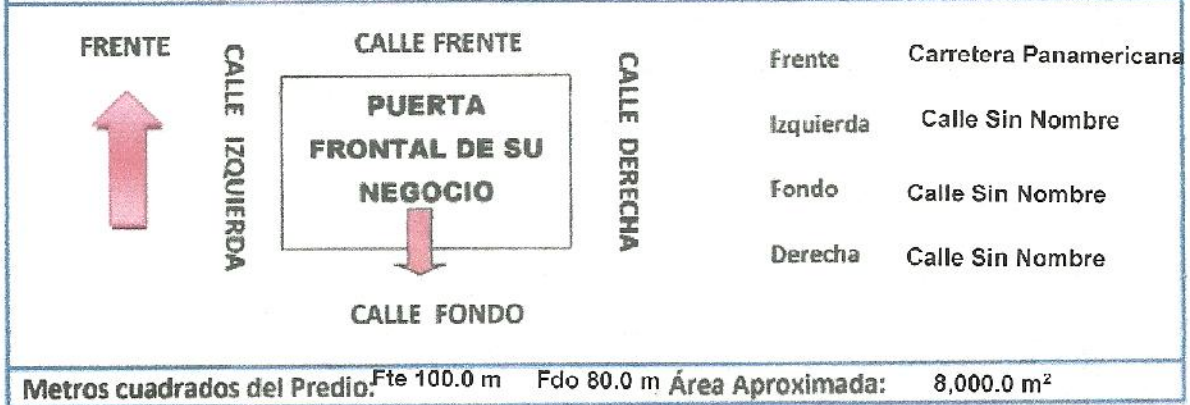 FRENTE
CALLE IZQUIERDA
CALLE FRENTE
PUERTA
FRONTAL DE SU
NEGOCIO
CALLE DERECHA
CALLE FONDO
Frente Carretera Panamericana
Izquierda Calle Sin Nombre
Fondo Calle Sin Nombre
Derecha Calle Sin Nombre
Metros cuadrados del Predio: Fte 100.0 m Fdo 80.0 m Área Aproximada: 8,000.0 m²